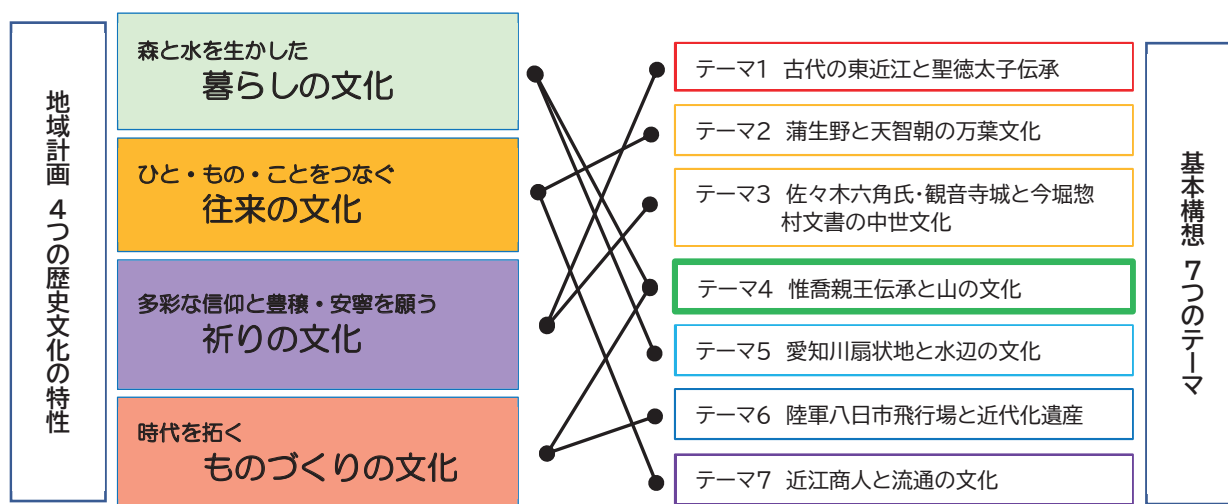 地域計画 4つの歴史文化の特性
森と水を生かした
暮らしの文化
ひと・もの・ことをつなぐ
往来の文化
多彩な信仰と豊穣・安寧を願う
祈りの文化
時代を拓く
ものづくりの文化
テーマ1 古代の東近江と聖徳太子伝承
テーマ2 蒲生野と天智朝の万葉文化
テーマ3 佐々木六角氏・観音寺城と今堀惣
村文書の中世文化
テーマ4 惟喬親王伝承と山の文化
テーマ5 愛知川扇状地と水辺の文化
テーマ6 陸軍八日市飛行場と近代化遺産
テーマ7 近江商人と流通の文化
基本構想 7つのテーマ